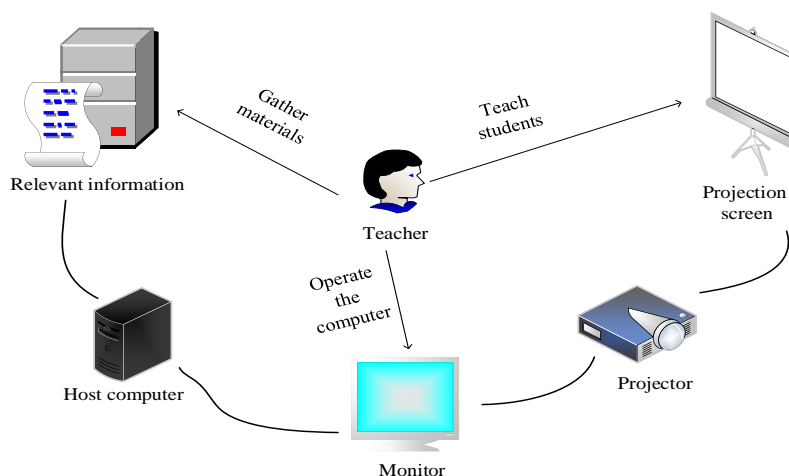 Gather
materials
Teach
students
Relevant information
Projection
screen
Teacher
Operate
the
computer
Host computer
Projector
Monitor